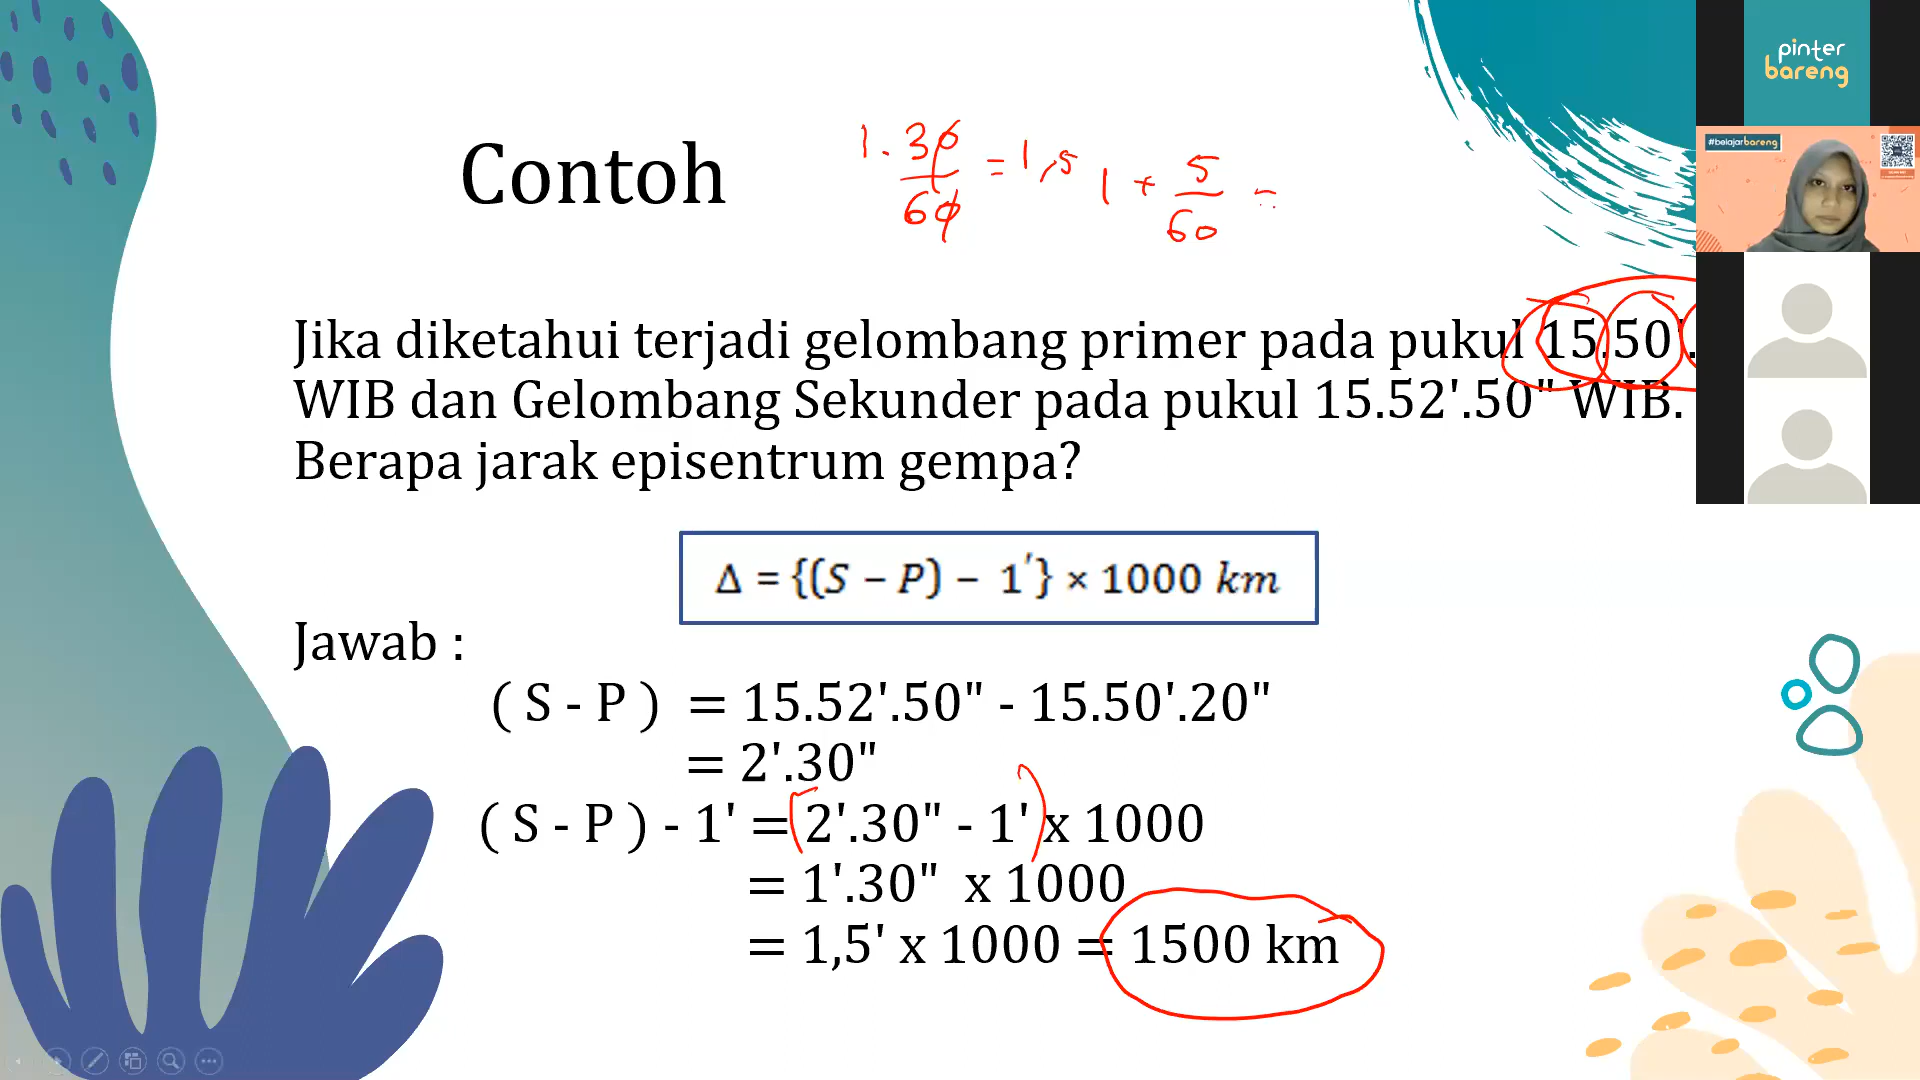 Contoh
1 . 30/60 = 1,5
1 + 5/60 =
Jika diketahui terjadi gelombang primer pada pukul 15.50'.
WIB dan Gelombang Sekunder pada pukul 15.52'.50" WIB.
Berapa jarak episentrum gempa?
Δ = {(S − P) − 1'} × 1000 km
Jawab :
( S - P ) = 15.52'.50" - 15.50'.20"
= 2'.30"
( S - P ) - 1' = (2'.30" - 1') x 1000
= 1'.30" x 1000
= 1,5' x 1000 = 1500 km
pinter
bareng
#belajarbareng